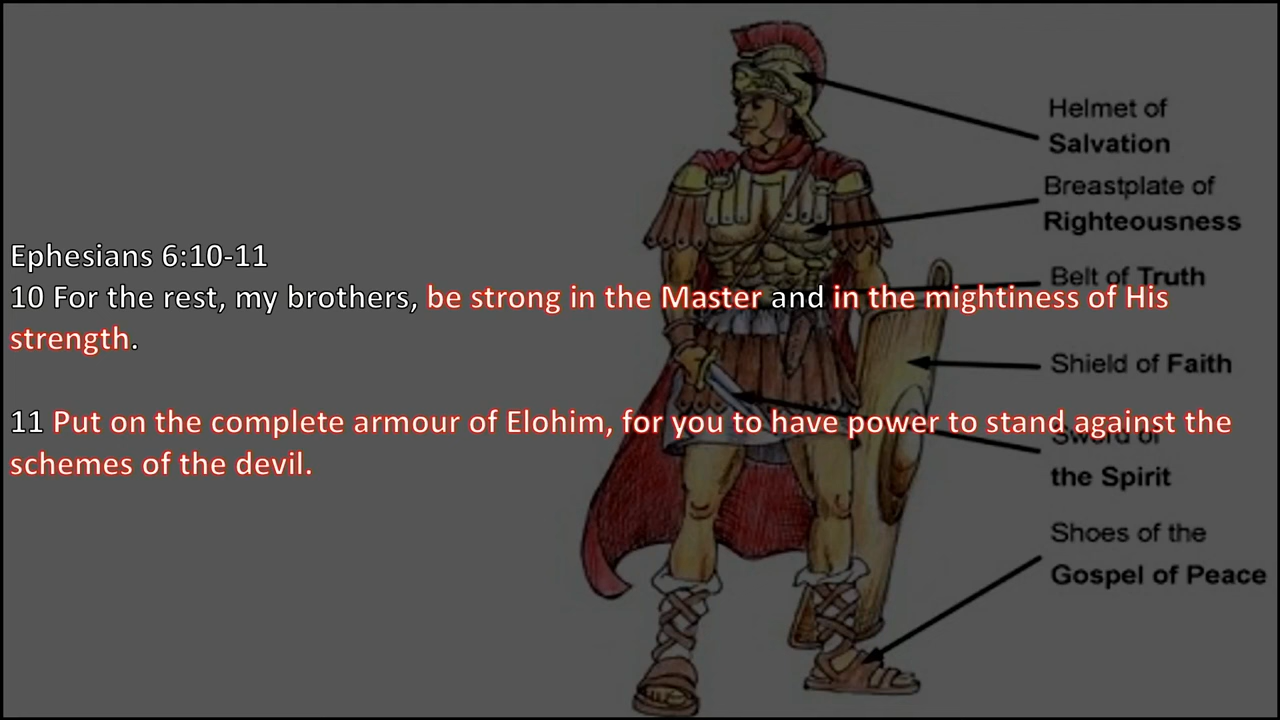 Ephesians 6:10-11
10 For the rest, my brothers, be strong in the Master and in the mightiness of His
strength.
11 Put on the complete armour of Elohim, for you to have power to stand against the
schemes of the devil.
Helmet of
Salvation
Breastplate of
Righteousness
Belt of Truth
Shield of Faith
Sword of
the Spirit
Shoes of the
Gospel of Peace